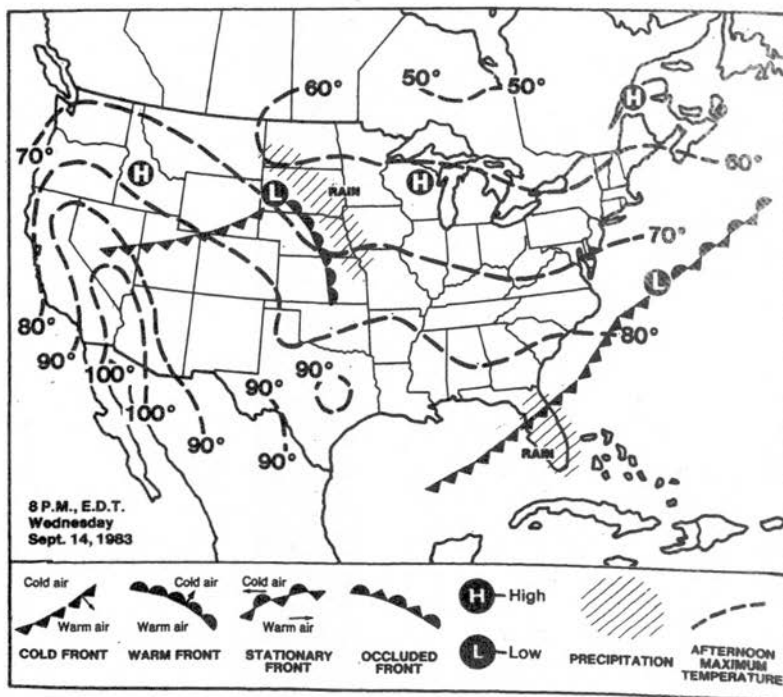 60°
50°
50°
H
70°
H
L
RAIN
H
60°
70°
L
80°
80°
90°
90°
90°
100°
100°
90°
90°
RAIN
8 P.M., E.D.T.
Wednesday
Sept. 14, 1983
Cold air
Warm air
COLD FRONT
Cold air
Warm air
WARM FRONT
Cold air
Warm air
STATIONARY
FRONT
OCCLUDED
FRONT
H High
L Low
PRECIPITATION
AFTERNOON
MAXIMUM
TEMPERATURE